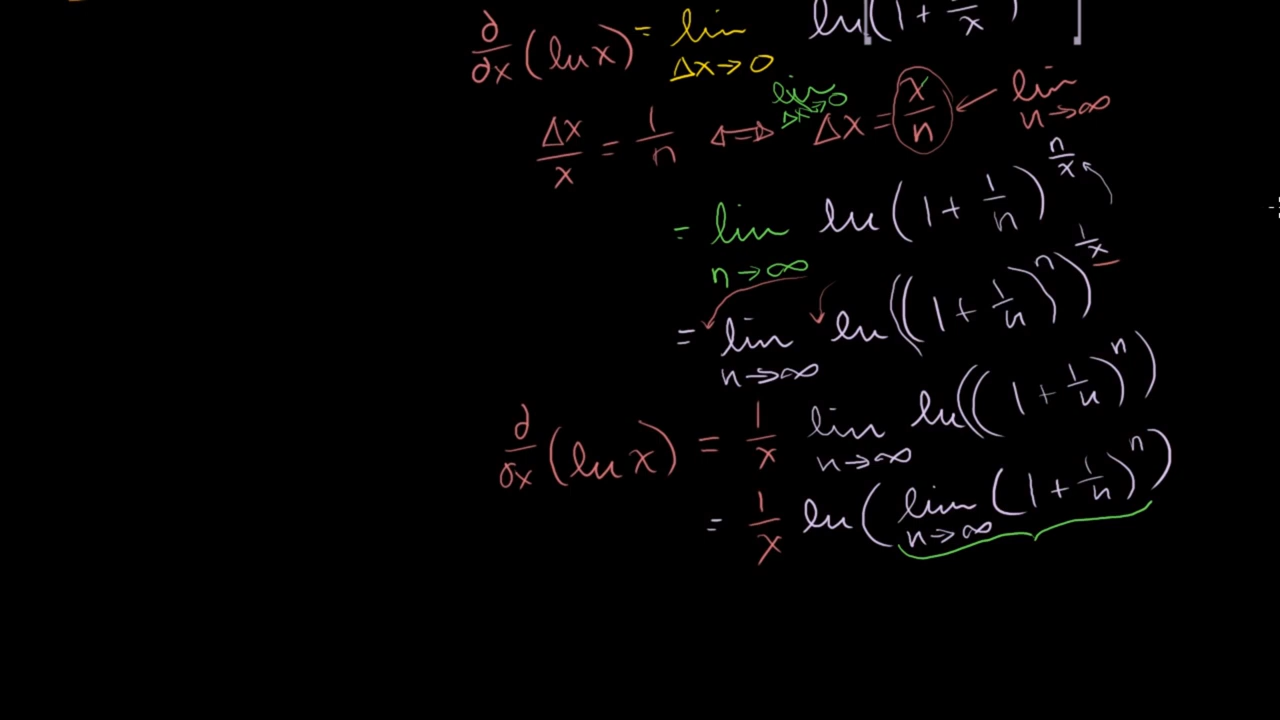 d/dx (ln x) = lim Δx→0 ln[(1 + /x)]
lim Δx→0
Δx/x = 1/n ⟺ Δx = x/n ← lim n→∞
= lim n→∞ ln(1 + 1/n)^(n/x)
= lim n→∞ ln((1 + 1/n)^n)^(1/x)
d/dx (ln x) = 1/x lim n→∞ ln((1 + 1/n)^n)
= 1/x ln(lim n→∞ (1 + 1/n)^n)